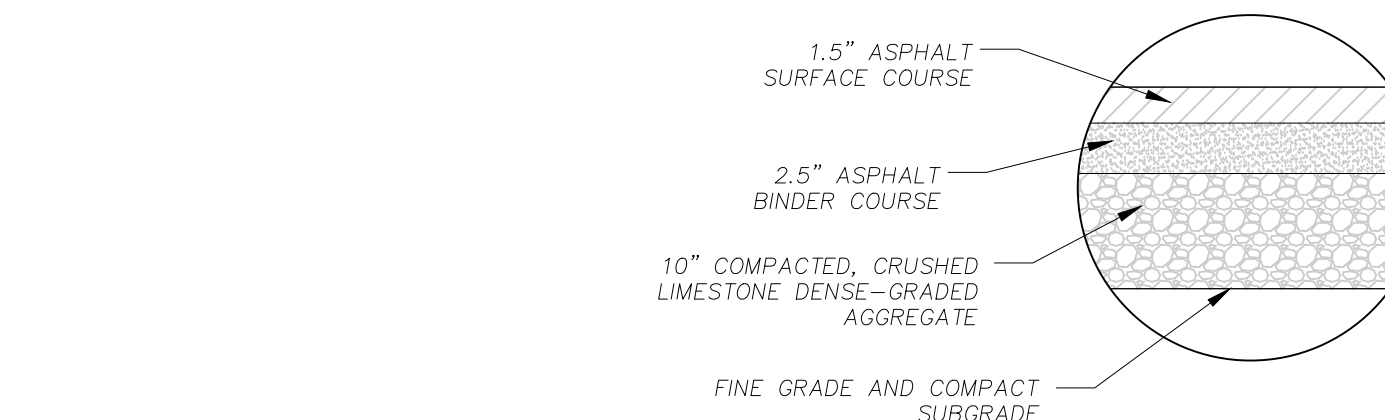 1.5” ASPHALT
SURFACE COURSE
2.5” ASPHALT
BINDER COURSE
10” COMPACTED, CRUSHED
LIMESTONE DENSE–GRADED
AGGREGATE
FINE GRADE AND COMPACT
SUBGRADE